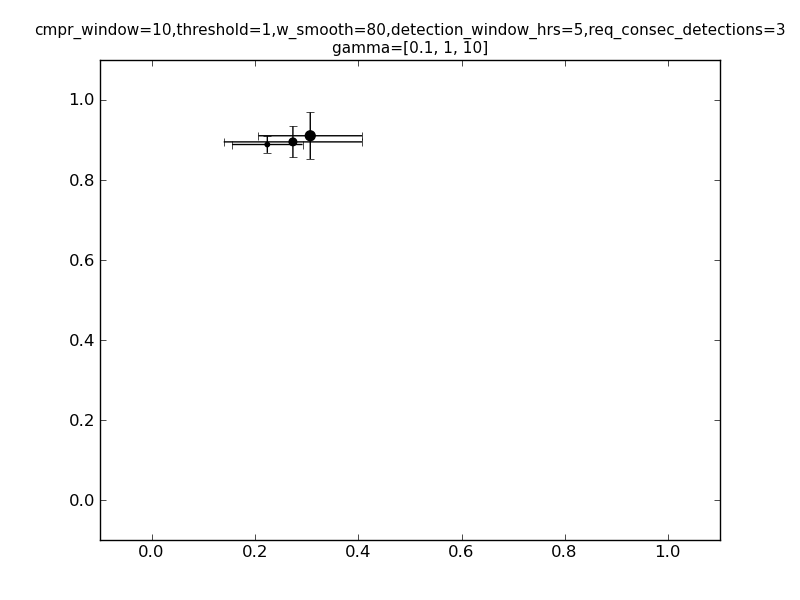 cmpr_window=10,threshold=1,w_smooth=80,detection_window_hrs=5,req_consec_detections=3
gamma=[0.1, 1, 10]
1.0
0.8
0.6
0.4
0.2
0.0
0.0 0.2 0.4 0.6 0.8 1.0